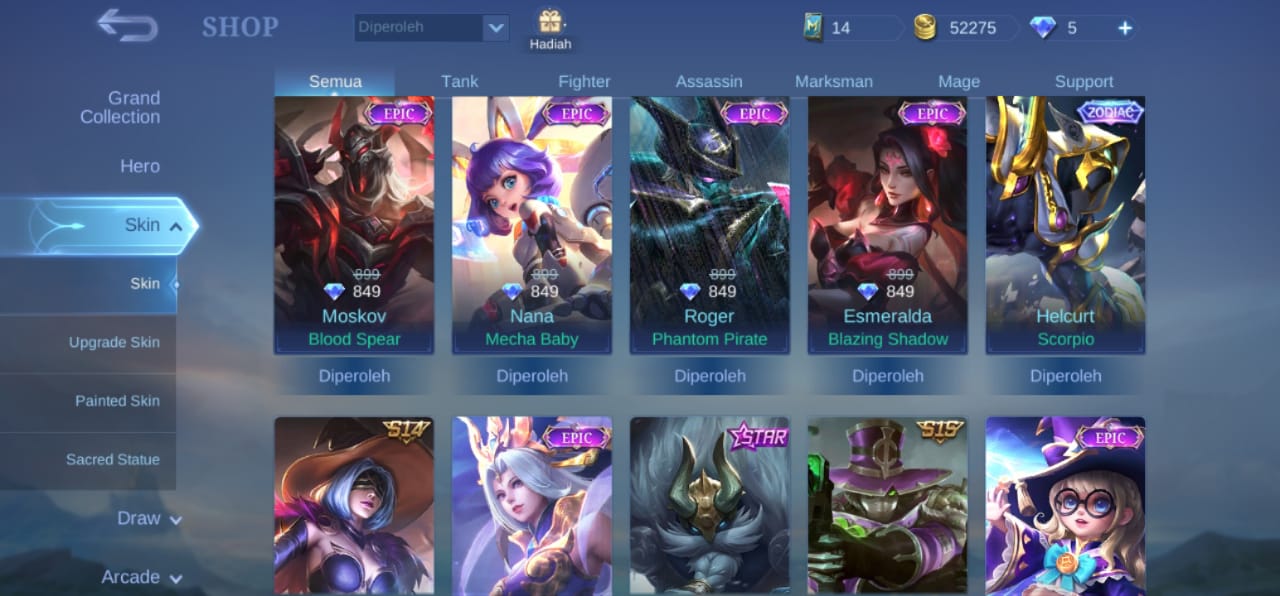 SHOP
Diperoleh
Hadiah
14
52275
5
Semua
Tank
Fighter
Assassin
Marksman
Mage
Support
Grand
Collection
Hero
Skin
Skin
Upgrade Skin
Painted Skin
Sacred Statue
Draw
Arcade
EPIC
899
849
Moskov
Blood Spear
Diperoleh
EPIC
899
849
Nana
Mecha Baby
Diperoleh
EPIC
899
849
Roger
Phantom Pirate
Diperoleh
EPIC
899
849
Esmeralda
Blazing Shadow
Diperoleh
ZODIAC
Helcurt
Scorpio
Diperoleh
S14
EPIC
STAR
S15
EPIC